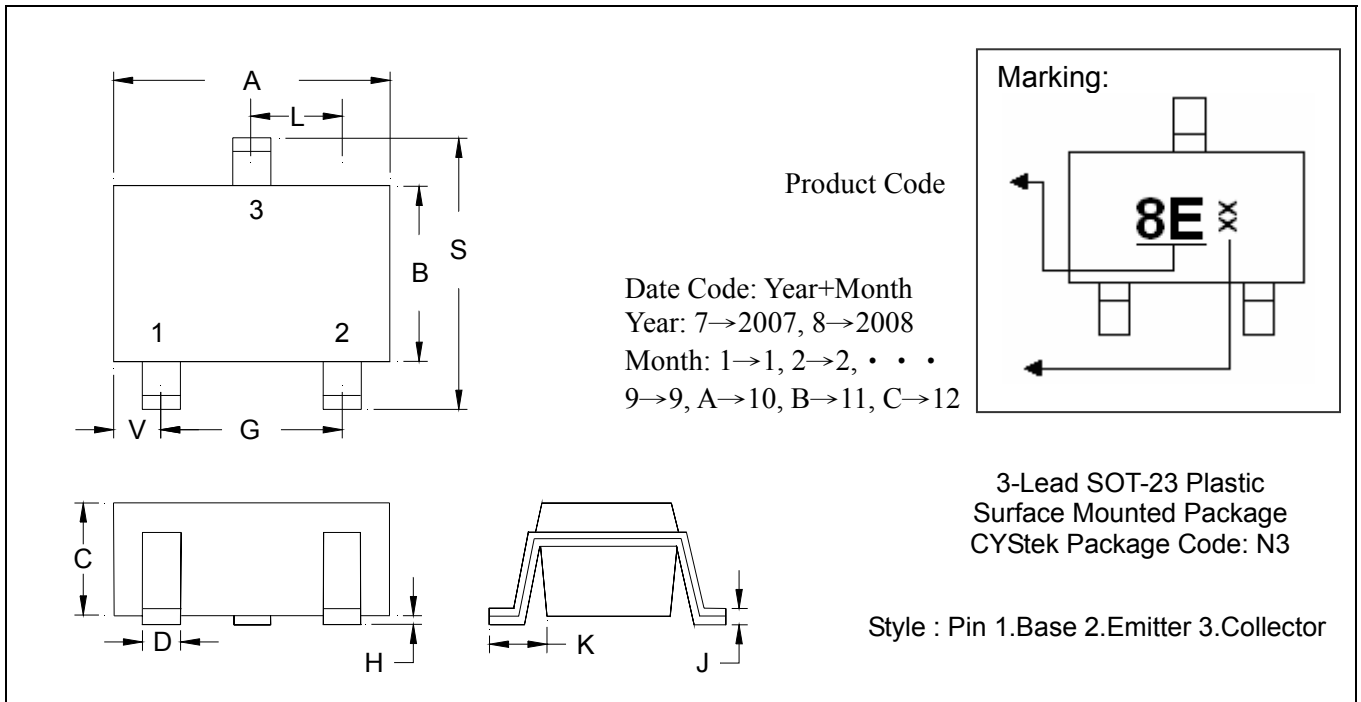 A
L
3
S
B
1
2
V
G
Marking:
Product Code
8E XX
Date Code: Year+Month
Year: 7→2007, 8→2008
Month: 1→1, 2→2, ・・・
9→9, A→10, B→11, C→12
C
D
H
K
J
3-Lead SOT-23 Plastic
Surface Mounted Package
CYStek Package Code: N3
Style : Pin 1.Base 2.Emitter 3.Collector